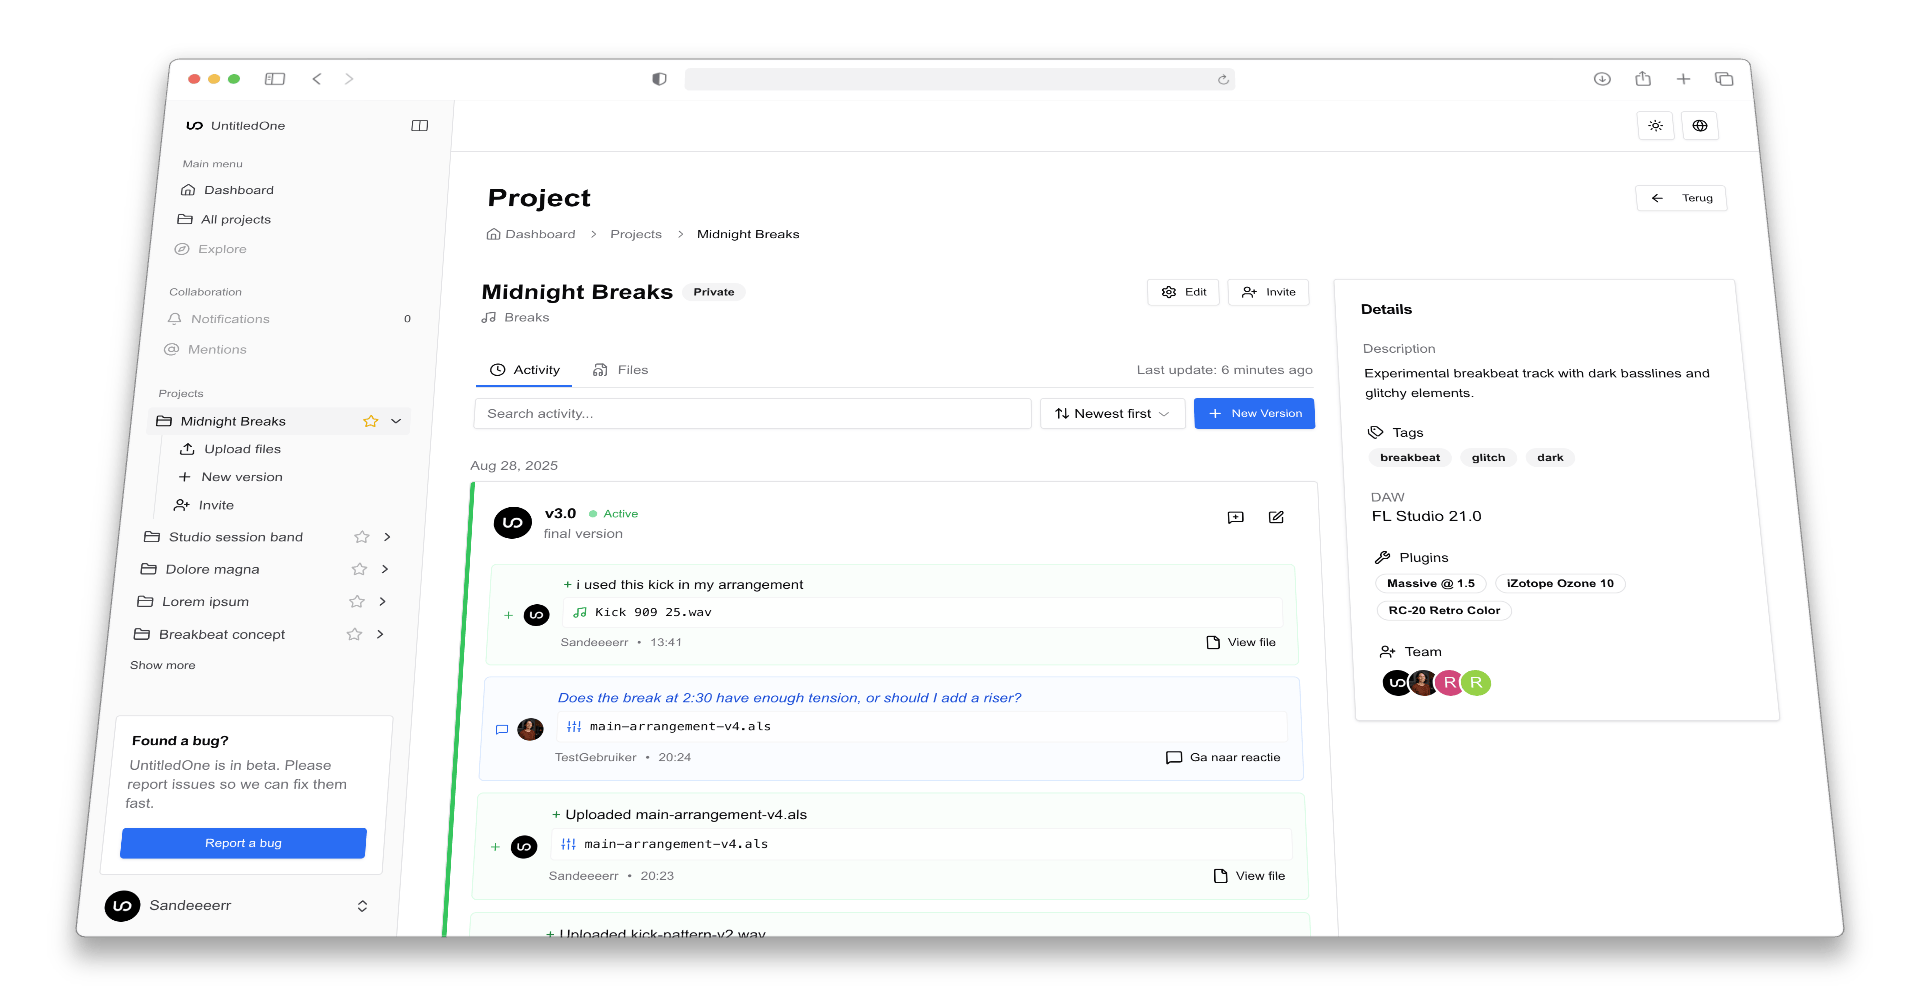 UntitledOne
Main menu
Dashboard
All projects
Explore
Collaboration
Notifications 0
Mentions
Projects
Midnight Breaks
Upload files
New version
Invite
Studio session band
Dolore magna
Lorem ipsum
Breakbeat concept
Show more
Found a bug?
UntitledOne is in beta. Please
report issues so we can fix them
fast.
Report a bug
Sandeeeerr
Project
Terug
Dashboard > Projects > Midnight Breaks
Midnight Breaks Private
Edit Invite
Breaks
Activity Files
Last update: 6 minutes ago
Search activity...
Newest first
New Version
Aug 28, 2025
v3.0 Active
final version
+ i used this kick in my arrangement
Kick 909 25.wav
Sandeeeerr • 13:41
View file
Does the break at 2:30 have enough tension, or should I add a riser?
main-arrangement-v4.als
TestGebruiker • 20:24
Ga naar reactie
+ Uploaded main-arrangement-v4.als
main-arrangement-v4.als
Sandeeeerr • 20:23
View file
+ Uploaded kick-pattern-v2.wav
Details
Description
Experimental breakbeat track with dark basslines and
glitchy elements.
Tags
breakbeat glitch dark
DAW
FL Studio 21.0
Plugins
Massive @ 1.5 iZotope Ozone 10
RC-20 Retro Color
Team
R R